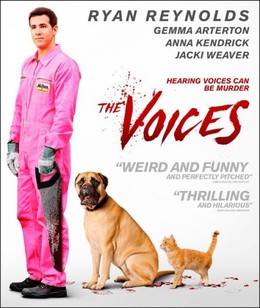 RYAN REYNOLDS
GEMMA ARTERTON
ANNA KENDRICK
JACKI WEAVER
HEARING VOICES CAN
BE MURDER
THE VOICES
"WEIRD AND FUNNY
AND PERFECTLY PITCHED"
"THRILLING
AND HILARIOUS"